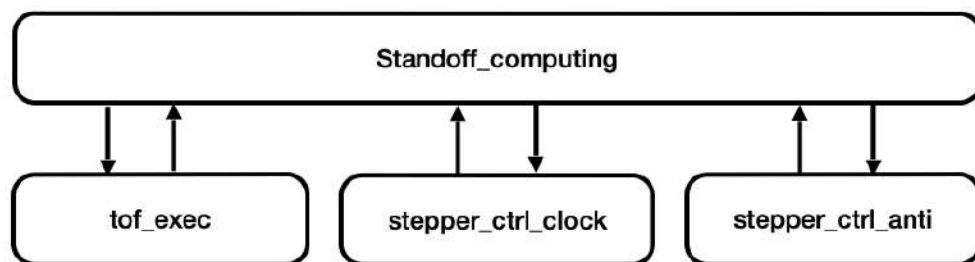 Standoff_computing
tof_exec
stepper_ctrl_clock
stepper_ctrl_anti